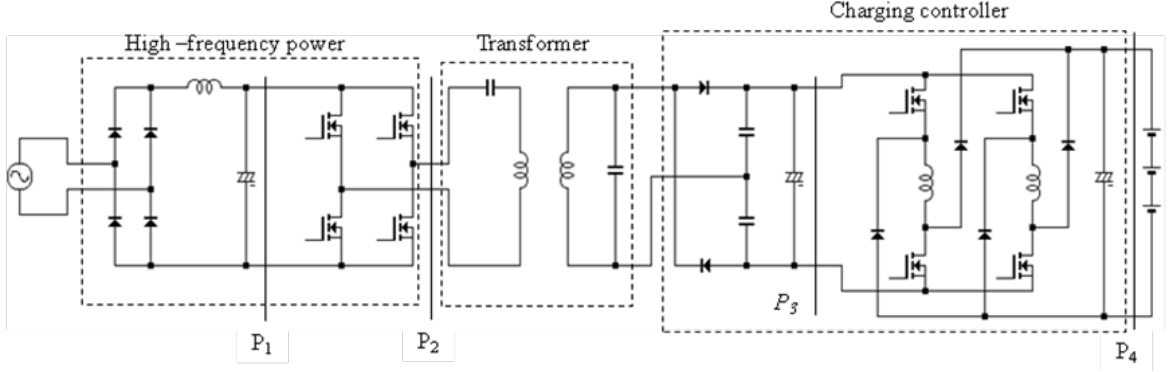 Charging controller
High –frequency power
Transformer
P3
P1
P2
P4